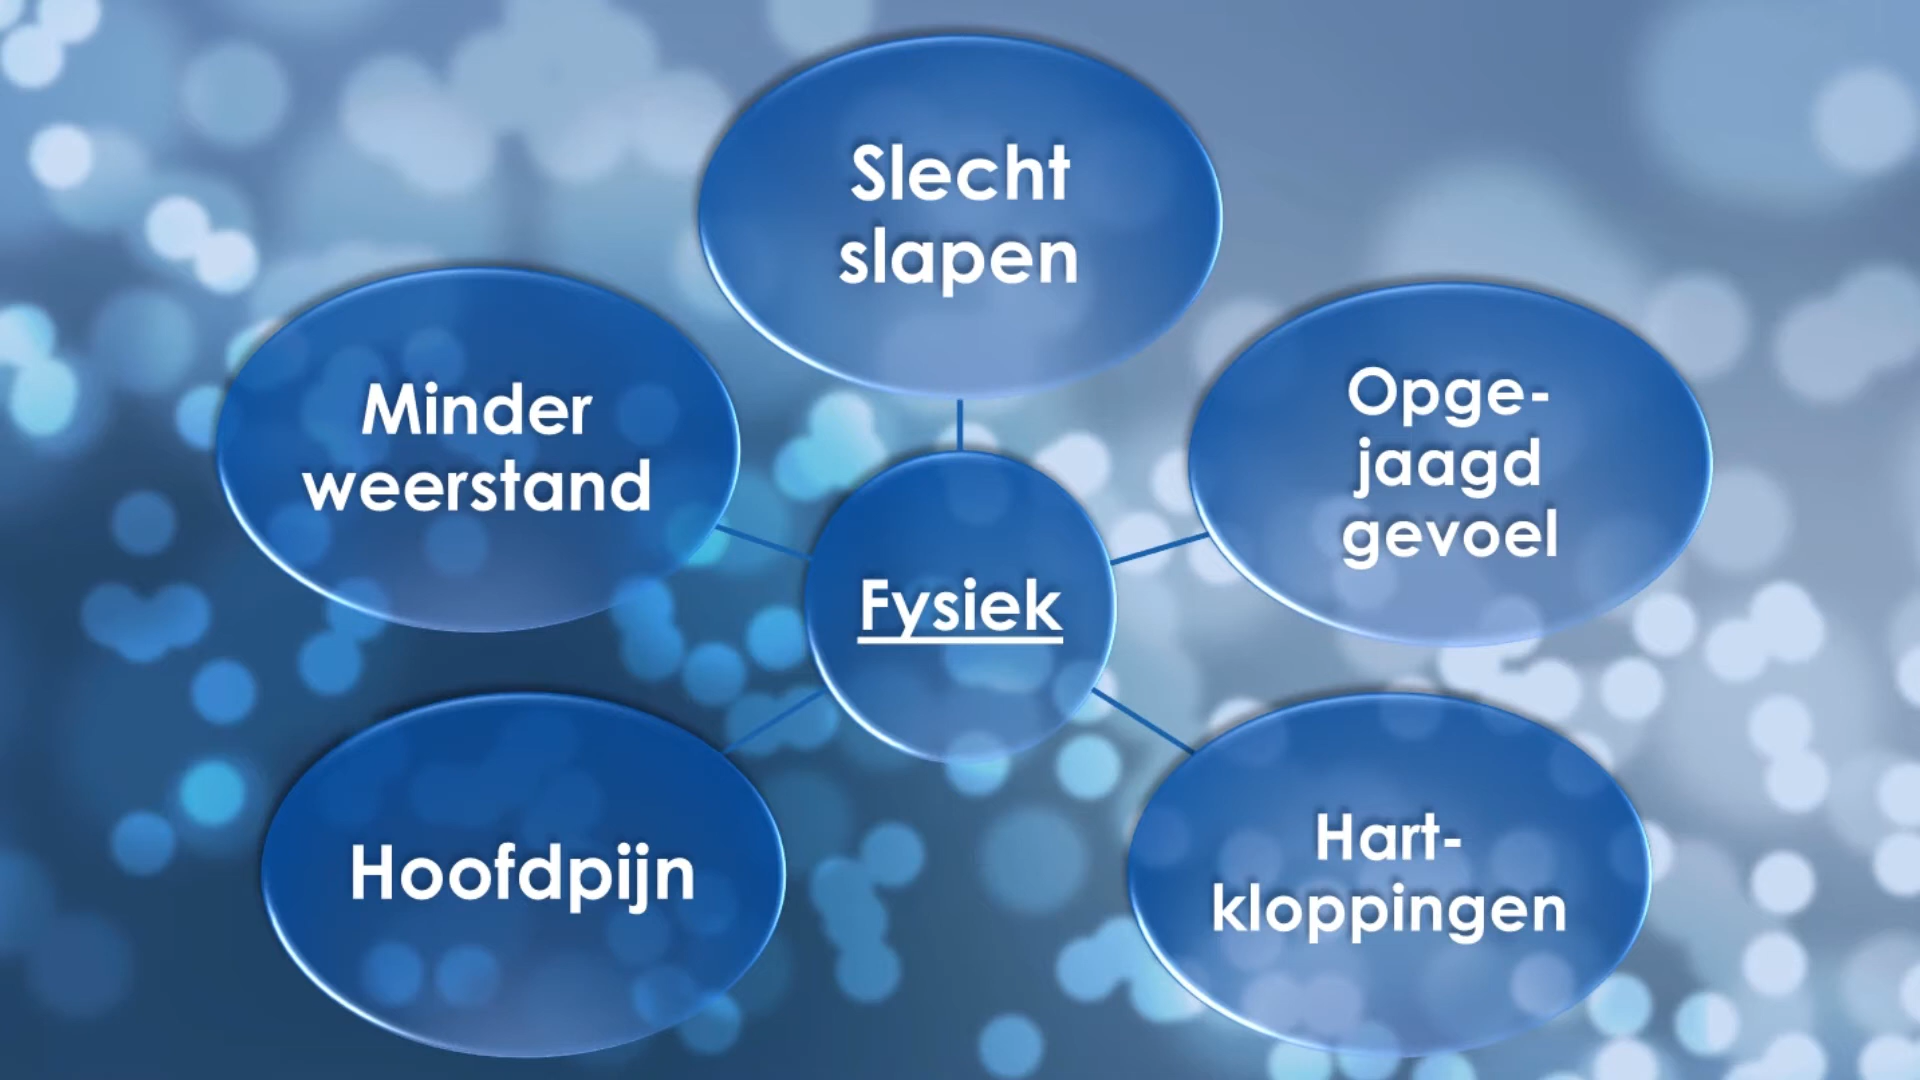 Slecht
slapen
Minder
weerstand
Opge-
jaagd
gevoel
Fysiek
Hoofdpijn
Hart-
kloppingen